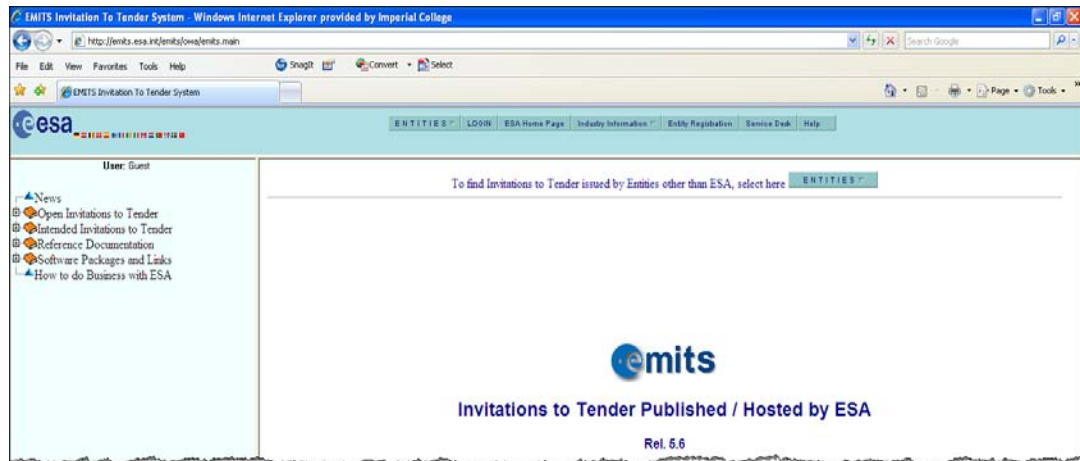 EMITS Invitation To Tender System - Windows Internet Explorer provided by Imperial College
http://emits.esa.int/emits/owa/emits.main
Search Google
File Edit View Favorites Tools Help
SnagIt
Convert
Select
EMITS Invitation To Tender System
Page
Tools
esa
ENTITIES
LOGIN
ESA Home Page
Industry Information
Entity Registration
Service Desk
Help
User: Guest
To find Invitations to Tender issued by Entities other than ESA, select here ENTITIES
News
Open Invitations to Tender
Intended Invitations to Tender
Reference Documentation
Software Packages and Links
How to do Business with ESA
emits
Invitations to Tender Published / Hosted by ESA
Rel. 5.6